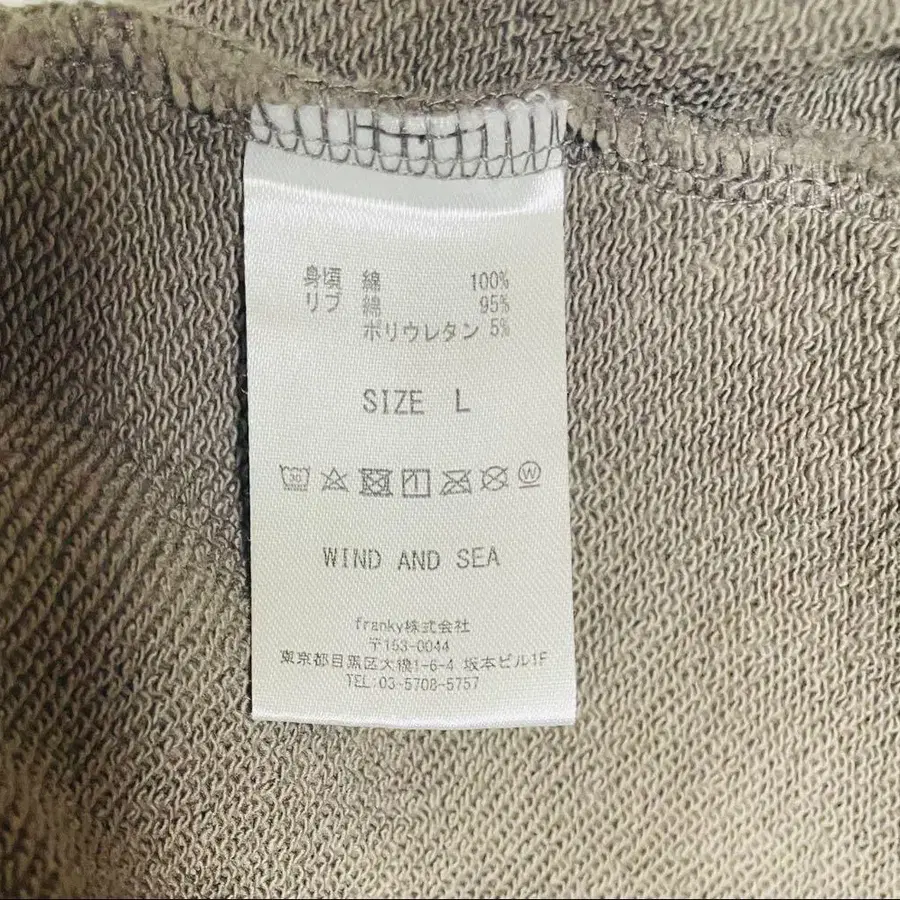 身頃 綿 100%
リブ 綿 95%
ポリウレタン 5%
SIZE L
30
W
WIND AND SEA
franky株式会社
〒153-0044
東京都目黒区大橋1-6-4 坂本ビル1F
TEL:03-5708-5757